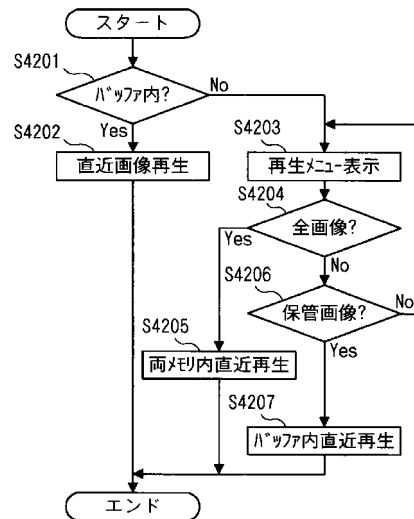 スタート
S4201
バッファ内?
No
Yes
S4202
直近画像再生
S4203
再生メニュー表示
S4204
全画像?
Yes
No
S4206
保管画像?
No
Yes
S4205
両メモリ内直近再生
S4207
バッファ内直近再生
エンド